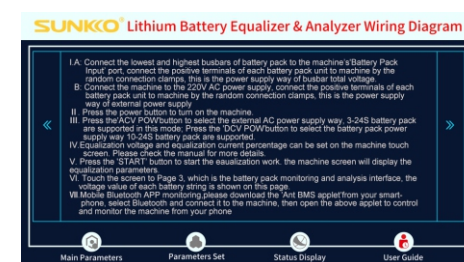 SUNKKO® Lithium Battery Equalizer & Analyzer Wiring Diagram
I.A: Connect the lowest and highest busbars of battery pack to the machine's'Battery Pack
Input' port, connect the positive terminals of each battery pack unit to machine by the
random connection clamps, this is the power supply way of busbar total voltage.
B: Connect the machine to the 220V AC power supply, connect the positive terminals of each
battery pack unit to machine by the random connection clamps, this is the power supply
way of external power supply
II. Press the power button to turn on the machine.
III. Press the'ACV POW'button to select the external AC power supply way, 3-24S battery pack
are supported in this mode; Press the 'DCV POW'button to select the battery pack power
supply way 10-24S battery pack are supported.
IV.Equalization voltage and equalization current percentage can be set on the machine touch
screen. Please check the manual for more details.
V. Press the 'START' button to start the equalization work. the machine screen will display the
equalization parameters.
VI. Touch the screen to Page 3, which is the battery pack monitoring and analysis interface, the
voltage value of each battery string is shown on this page.
VII.Mobile Bluetooth APP monitoring,please download the 'Ant BMS applet'from your smart-
phone, select Bluetooth and connect it to the machine, then open the above applet to control
and monitor the machine from your phone
« »
Main Parameters Parameters Set Status Display User Guide